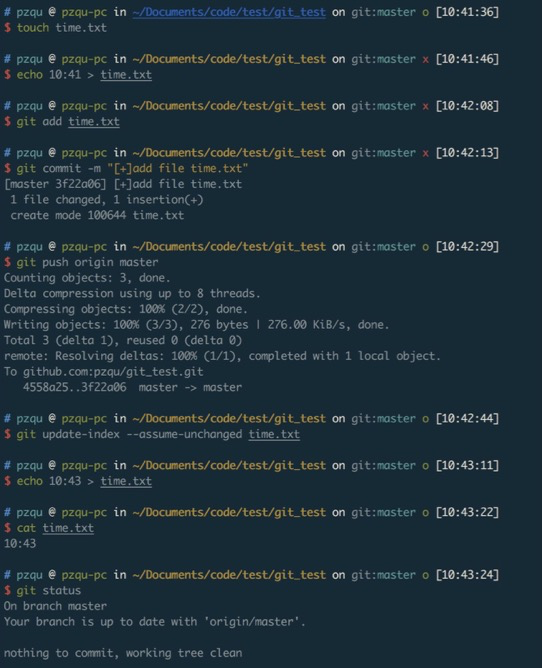 # pzqu @ pzqu-pc in ~/Documents/code/test/git_test on git:master o [10:41:36]
$ touch time.txt
# pzqu @ pzqu-pc in ~/Documents/code/test/git_test on git:master x [10:41:46]
$ echo 10:41 > time.txt
# pzqu @ pzqu-pc in ~/Documents/code/test/git_test on git:master x [10:42:08]
$ git add time.txt
# pzqu @ pzqu-pc in ~/Documents/code/test/git_test on git:master x [10:42:13]
$ git commit -m "[+]add file time.txt"
[master 3f22a06] [+]add file time.txt
 1 file changed, 1 insertion(+)
 create mode 100644 time.txt
# pzqu @ pzqu-pc in ~/Documents/code/test/git_test on git:master o [10:42:29]
$ git push origin master
Counting objects: 3, done.
Delta compression using up to 8 threads.
Compressing objects: 100% (2/2), done.
Writing objects: 100% (3/3), 276 bytes | 276.00 KiB/s, done.
Total 3 (delta 1), reused 0 (delta 0)
remote: Resolving deltas: 100% (1/1), completed with 1 local object.
To github.com:pzqu/git_test.git
   4558a25..3f22a06  master -> master
# pzqu @ pzqu-pc in ~/Documents/code/test/git_test on git:master o [10:42:44]
$ git update-index --assume-unchanged time.txt
# pzqu @ pzqu-pc in ~/Documents/code/test/git_test on git:master o [10:43:11]
$ echo 10:43 > time.txt
# pzqu @ pzqu-pc in ~/Documents/code/test/git_test on git:master o [10:43:22]
$ cat time.txt
10:43
# pzqu @ pzqu-pc in ~/Documents/code/test/git_test on git:master o [10:43:24]
$ git status
On branch master
Your branch is up to date with 'origin/master'.
nothing to commit, working tree clean